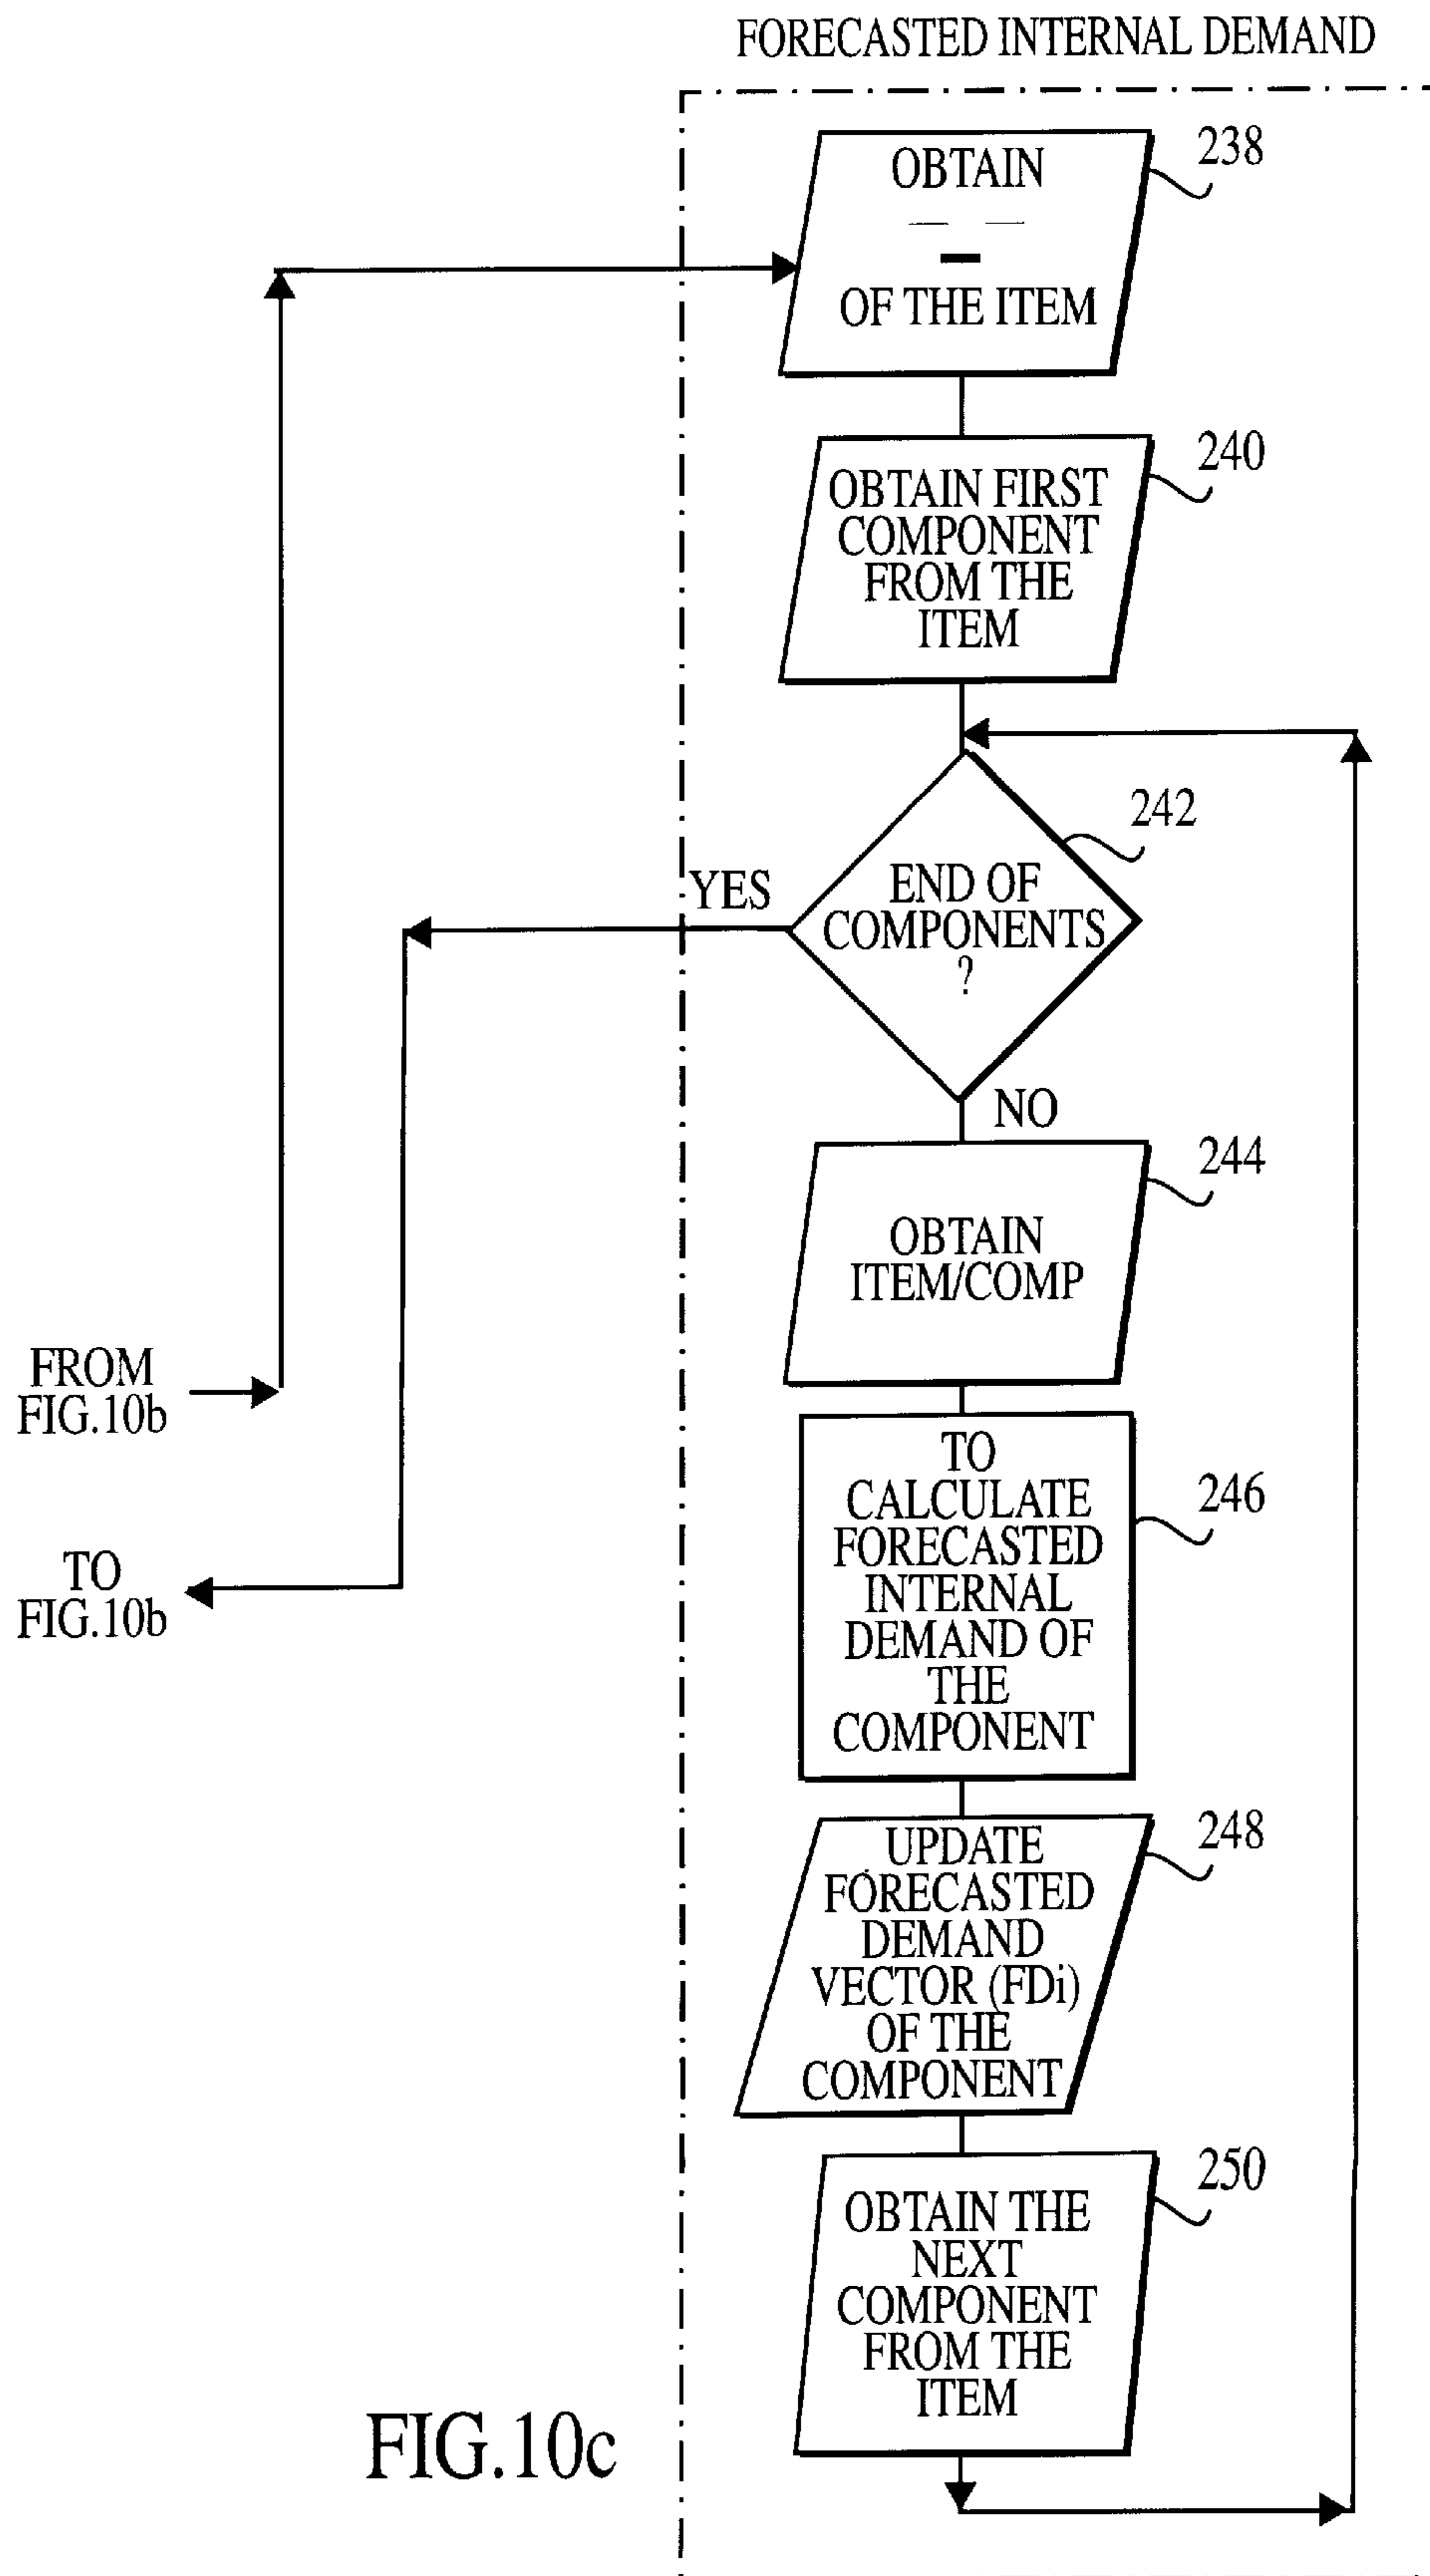 FORECASTED INTERNAL DEMAND
238
OBTAIN
OF THE ITEM
240
OBTAIN FIRST
COMPONENT
FROM THE
ITEM
242
YES
END OF
COMPONENTS
?
NO
244
OBTAIN
ITEM/COMP
FROM
FIG.10b
246
TO
CALCULATE
FORECASTED
INTERNAL
DEMAND OF
THE
COMPONENT
TO
FIG.10b
248
UPDATE
FORECASTED
DEMAND
VECTOR (FDi)
OF THE
COMPONENT
250
OBTAIN THE
NEXT
COMPONENT
FROM THE
ITEM
FIG.10c